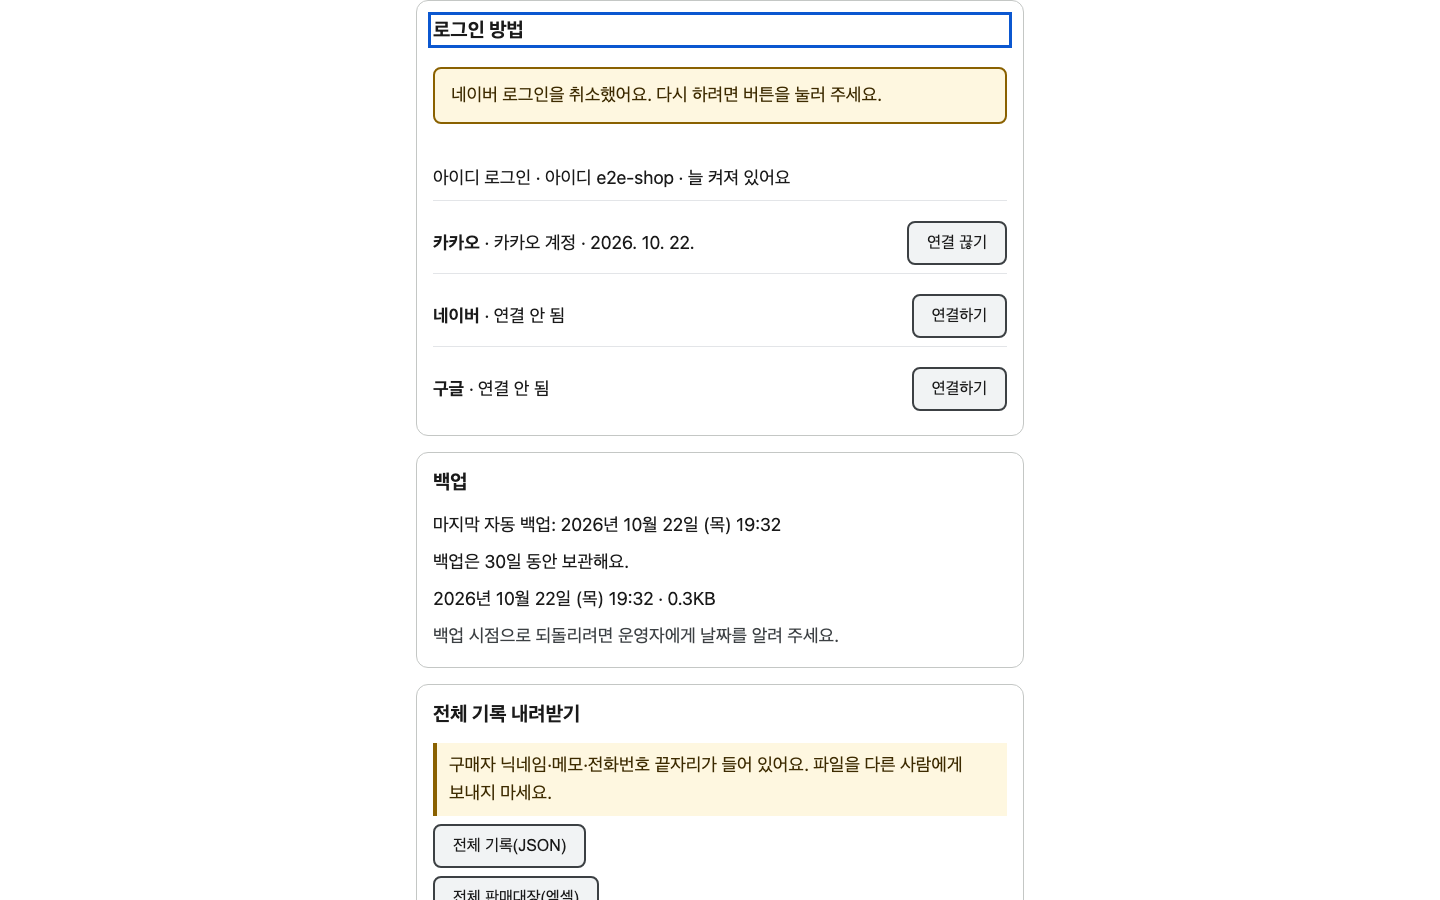 로그인 방법
네이버 로그인을 취소했어요. 다시 하려면 버튼을 눌러 주세요.
아이디 로그인 · 아이디 e2e-shop · 늘 켜져 있어요
카카오 · 카카오 계정 · 2026. 10. 22.
연결 끊기
네이버 · 연결 안 됨
연결하기
구글 · 연결 안 됨
연결하기
백업
마지막 자동 백업: 2026년 10월 22일 (목) 19:32
백업은 30일 동안 보관해요.
2026년 10월 22일 (목) 19:32 · 0.3KB
백업 시점으로 되돌리려면 운영자에게 날짜를 알려 주세요.
전체 기록 내려받기
구매자 닉네임·메모·전화번호 끝자리가 들어 있어요. 파일을 다른 사람에게
보내지 마세요.
전체 기록(JSON)
전체 판매대장(엑셀)